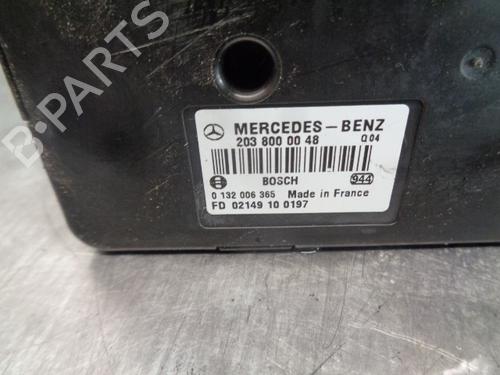 B-PARTS
MERCEDES-BENZ
203 800 00 48 Q04
BOSCH 944
0 132 006 365 Made in France
FD 02149 10 0197